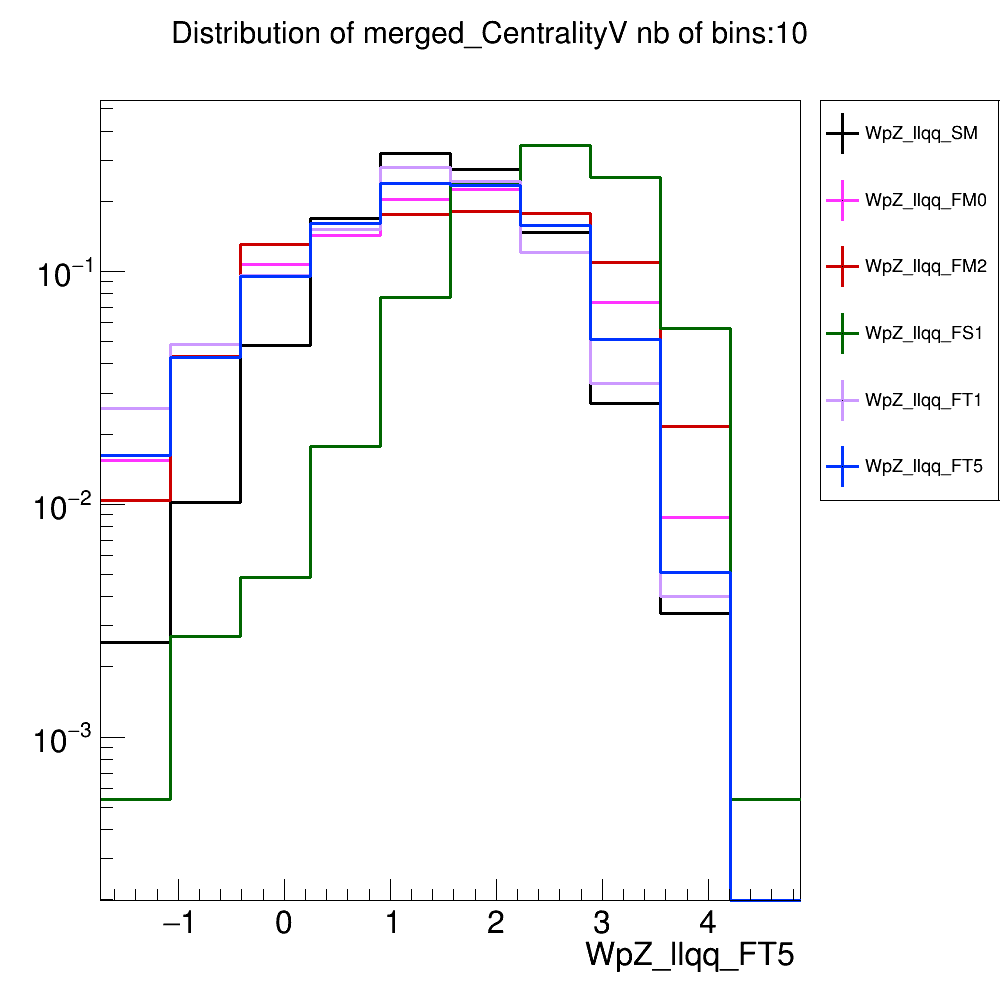 Distribution of merged_CentralityV nb of bins:10
WpZ_llqq_SM
WpZ_llqq_FM0
WpZ_llqq_FM2
WpZ_llqq_FS1
WpZ_llqq_FT1
WpZ_llqq_FT5
10⁻¹
10⁻²
10⁻³
−1 0 1 2 3 4
WpZ_llqq_FT5